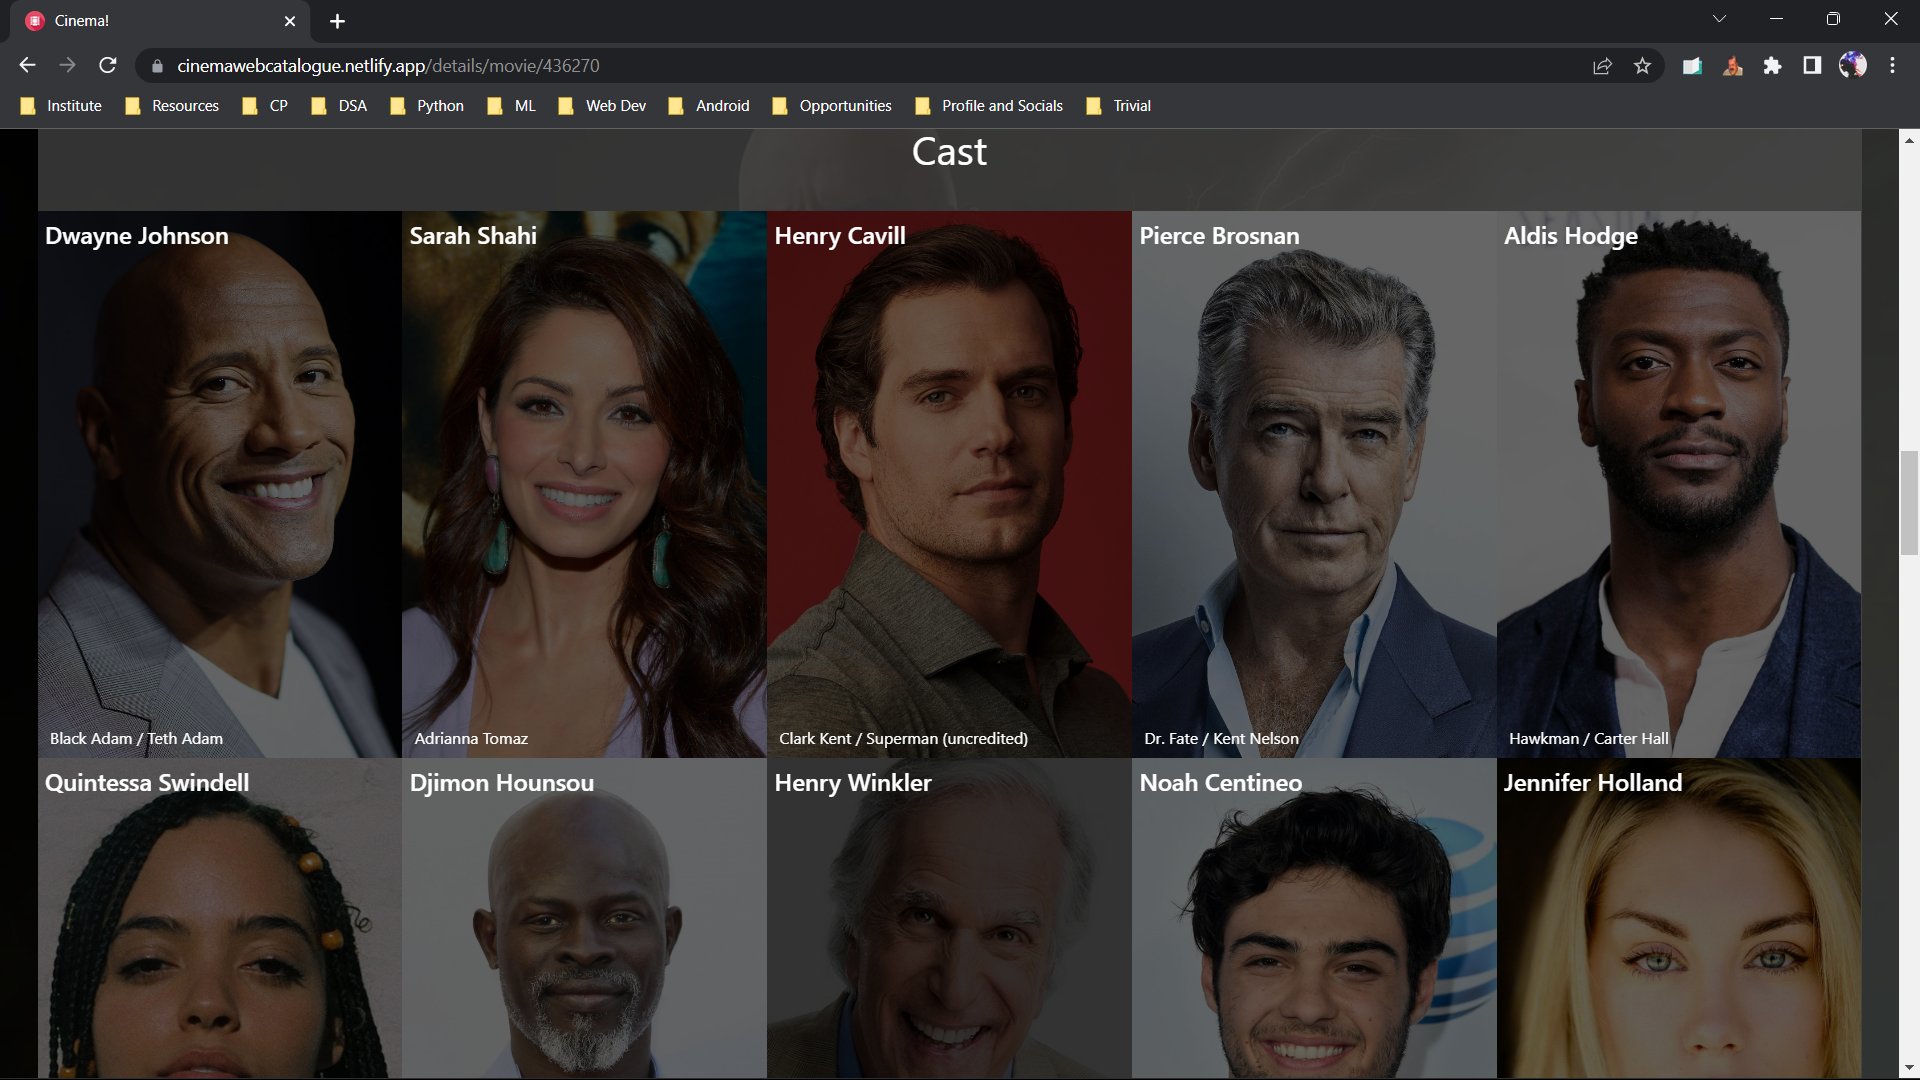 Cinema!
cinemawebcatalogue.netlify.app/details/movie/436270
Institute Resources CP DSA Python ML Web Dev Android Opportunities Profile and Socials Trivial
Cast
Dwayne Johnson Sarah Shahi Henry Cavill Pierce Brosnan Aldis Hodge
Black Adam / Teth Adam Adrianna Tomaz Clark Kent / Superman (uncredited) Dr. Fate / Kent Nelson Hawkman / Carter Hall
Quintessa Swindell Djimon Hounsou Henry Winkler Noah Centineo Jennifer Holland